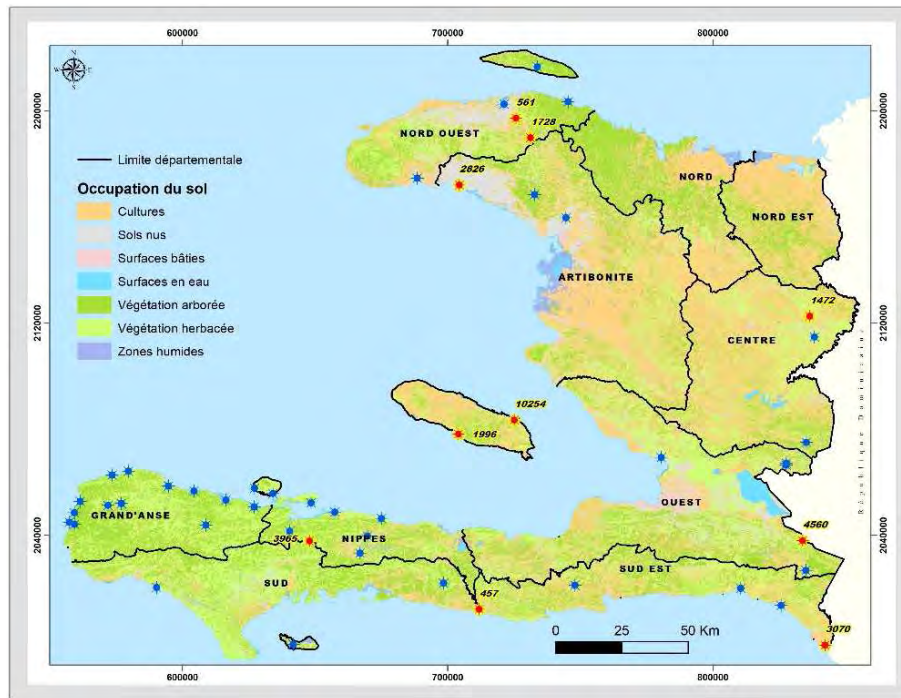 600000
700000
800000
N
W
E
S
2200000
2200000
561
1728
NORD OUEST
2826
NORD
NORD EST
Limite départementale
Occupation du sol
Cultures
Sols nus
Surfaces bâties
Surfaces en eau
Végétation arborée
Végétation herbacée
Zones humides
ARTIBONITE
1472
2120000
2120000
CENTRE
République Dominicaine
10254
1996
OUEST
GRAND'ANSE
3965
NIPPES
4560
2040000
2040000
SUD EST
SUD
457
3070
0 25 50 Km
600000
700000
800000